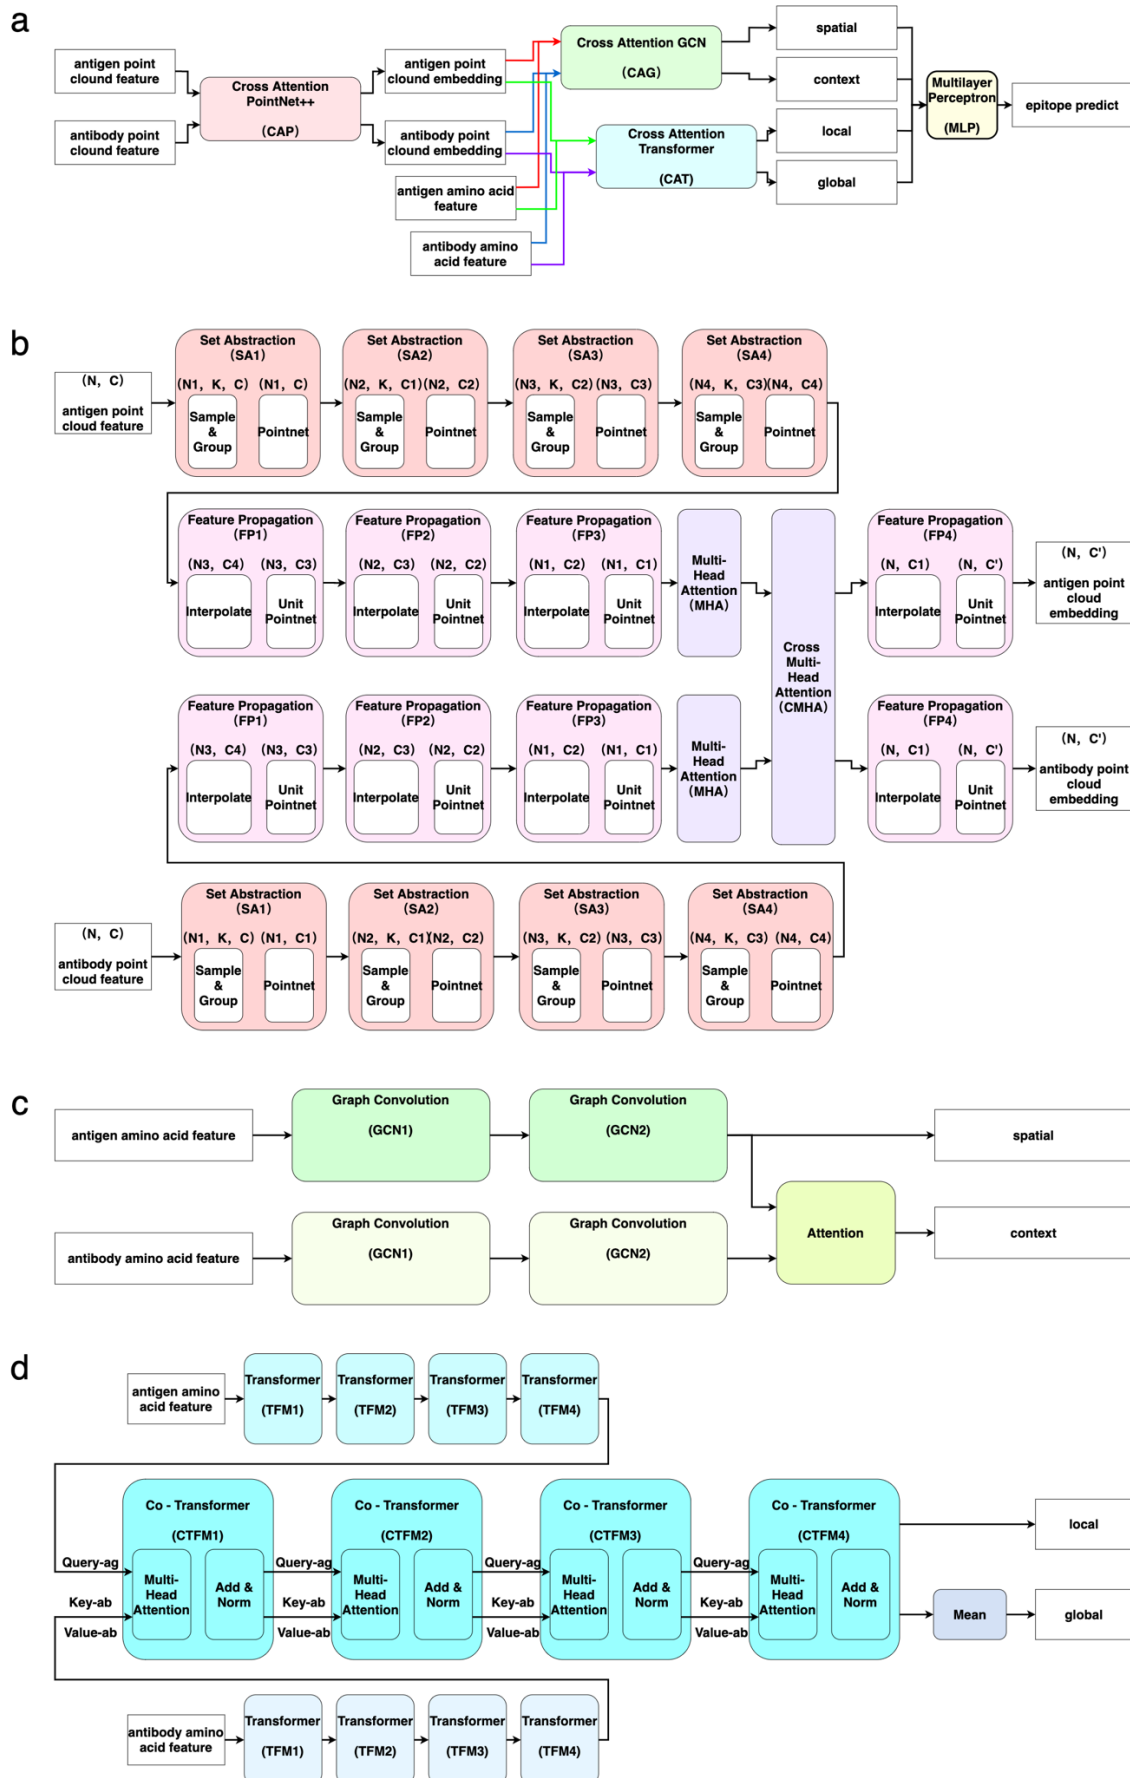 a
antigen point
clound feature
antibody point
clound feature
Cross Attention
PointNet++
(CAP)
antigen point
clound embedding
antibody point
clound embedding
antigen amino acid
feature
antibody amino
acid feature
Cross Attention GCN
(CAG)
Cross Attention
Transformer
(CAT)
spatial
context
local
global
Multilayer
Perceptron
(MLP)
epitope predict
b
(N, C)
antigen point
cloud feature
Set Abstraction
(SA1)
(N1, K, C) (N1, C)
Sample
&
Group
Pointnet
Set Abstraction
(SA2)
(N2, K, C1) (N2, C2)
Sample
&
Group
Pointnet
Set Abstraction
(SA3)
(N3, K, C2) (N3, C3)
Sample
&
Group
Pointnet
Set Abstraction
(SA4)
(N4, K, C3) (N4, C4)
Sample
&
Group
Pointnet
Feature Propagation
(FP1)
(N3, C4) (N3, C3)
Interpolate
Unit
Pointnet
Feature Propagation
(FP2)
(N2, C3) (N2, C2)
Interpolate
Unit
Pointnet
Feature Propagation
(FP3)
(N1, C2) (N1, C1)
Interpolate
Unit
Pointnet
Multi-
Head
Attention
(MHA)
Cross
Multi-
Head
Attention
(CMHA)
Feature Propagation
(FP4)
(N, C1) (N, C')
Interpolate
Unit
Pointnet
(N, C')
antigen point
cloud
embedding
Feature Propagation
(FP1)
(N3, C4) (N3, C3)
Interpolate
Unit
Pointnet
Feature Propagation
(FP2)
(N2, C3) (N2, C2)
Interpolate
Unit
Pointnet
Feature Propagation
(FP3)
(N1, C2) (N1, C1)
Interpolate
Unit
Pointnet
Multi-
Head
Attention
(MHA)
Feature Propagation
(FP4)
(N, C1) (N, C')
Interpolate
Unit
Pointnet
(N, C')
antibody point
cloud
embedding
(N, C)
antibody point
cloud feature
Set Abstraction
(SA1)
(N1, K, C) (N1, C1)
Sample
&
Group
Pointnet
Set Abstraction
(SA2)
(N2, K, C1) (N2, C2)
Sample
&
Group
Pointnet
Set Abstraction
(SA3)
(N3, K, C2) (N3, C3)
Sample
&
Group
Pointnet
Set Abstraction
(SA4)
(N4, K, C3) (N4, C4)
Sample
&
Group
Pointnet
c
antigen amino acid feature
Graph Convolution
(GCN1)
Graph Convolution
(GCN2)
spatial
antibody amino acid feature
Graph Convolution
(GCN1)
Graph Convolution
(GCN2)
Attention
context
d
antigen amino
acid feature
Transformer
(TFM1)
Transformer
(TFM2)
Transformer
(TFM3)
Transformer
(TFM4)
Query-ag
Key-ab
Value-ab
Co - Transformer
(CTFM1)
Multi-
Head
Attention
Add &
Norm
Query-ag
Key-ab
Value-ab
Co - Transformer
(CTFM2)
Multi-
Head
Attention
Add &
Norm
Query-ag
Key-ab
Value-ab
Co - Transformer
(CTFM3)
Multi-
Head
Attention
Add &
Norm
Query-ag
Key-ab
Value-ab
Co - Transformer
(CTFM4)
Multi-
Head
Attention
Add &
Norm
local
Mean
global
antibody amino
acid feature
Transformer
(TFM1)
Transformer
(TFM2)
Transformer
(TFM3)
Transformer
(TFM4)